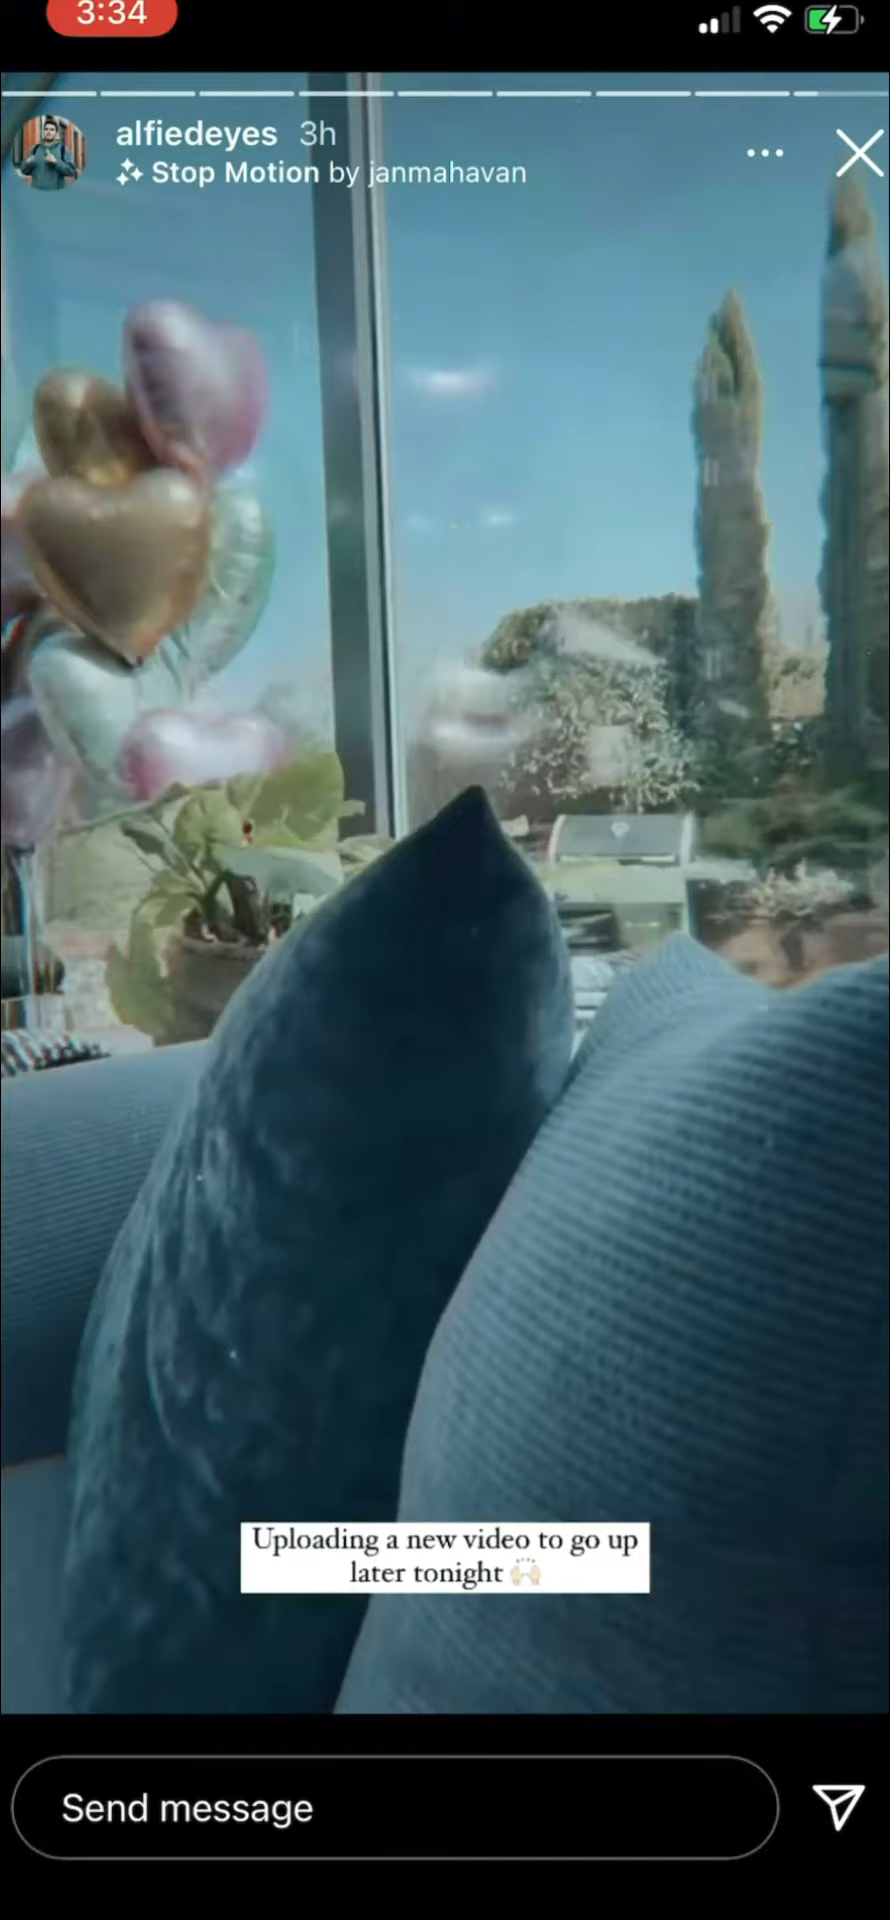 3:34
alfiedeyes 3h
Stop Motion by janmahavan
Uploading a new video to go up
later tonight 🙌🏻
Send message